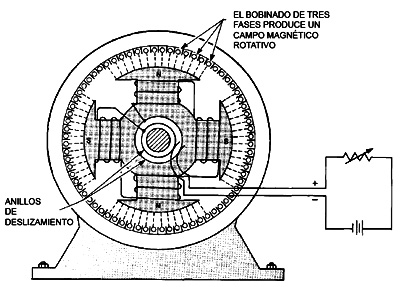 EL BOBINADO DE TRES
FASES PRODUCE UN
CAMPO MAGNÉTICO
ROTATIVO
N
S
+
−
ANILLOS
DE
DESLIZAMIENTO